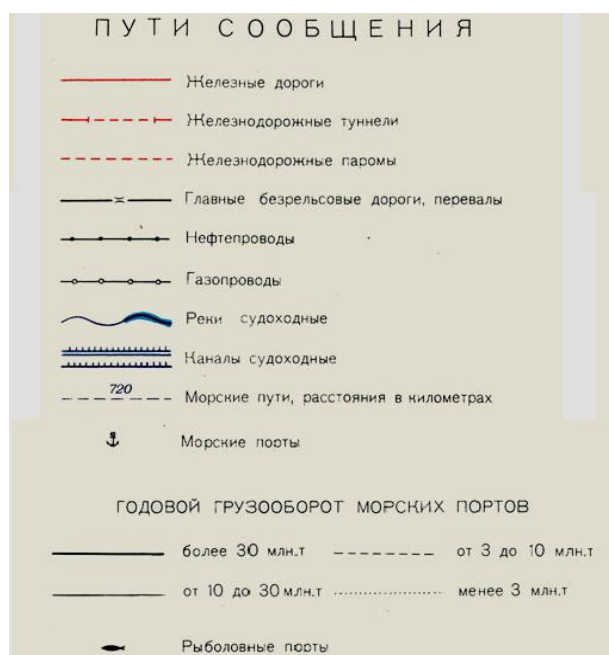 ПУТИ СООБЩЕНИЯ
Железные дороги
Железнодорожные туннели
Железнодорожные паромы
Главные безрельсовые дороги, перевалы
Нефтепроводы
Газопроводы
Реки судоходные
Каналы судоходные
720 Морские пути, расстояния в километрах
Морские порты
ГОДОВОЙ ГРУЗООБОРОТ МОРСКИХ ПОРТОВ
более 30 млн.т от 3 до 10 млн.т
от 10 до 30 млн.т менее 3 млн.т
Рыболовные порты